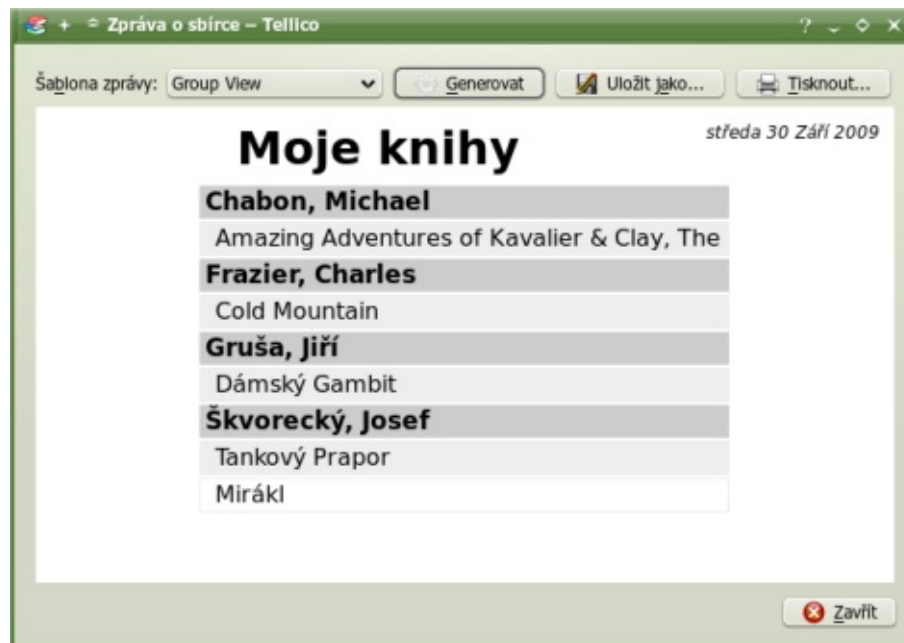 Zpráva o sbírce – Tellico
Šablona zprávy: Group View Generovat Uložit jako... Tisknout...
středa 30 Září 2009
Moje knihy
Chabon, Michael
Amazing Adventures of Kavalier & Clay, The
Frazier, Charles
Cold Mountain
Gruša, Jiří
Dámský Gambit
Škvorecký, Josef
Tankový Prapor
Mirákl
Zavřít